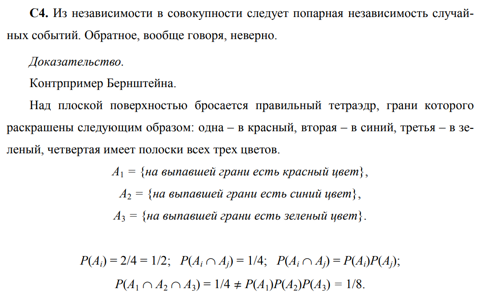 С4. Из независимости в совокупности следует попарная независимость случай-
ных событий. Обратное, вообще говоря, неверно.
Доказательство.
Контрпример Бернштейна.
Над плоской поверхностью бросается правильный тетраэдр, грани которого
раскрашены следующим образом: одна – в красный, вторая – в синий, третья – в зе-
леный, четвертая имеет полоски всех трех цветов.
A₁ = {на выпавшей грани есть красный цвет},
A₂ = {на выпавшей грани есть синий цвет},
A₃ = {на выпавшей грани есть зеленый цвет}.
P(Aᵢ) = 2/4 = 1/2; P(Aᵢ ∩ Aⱼ) = 1/4; P(Aᵢ ∩ Aⱼ) = P(Aᵢ)P(Aⱼ);
P(A₁ ∩ A₂ ∩ A₃) = 1/4 ≠ P(A₁)P(A₂)P(A₃) = 1/8.